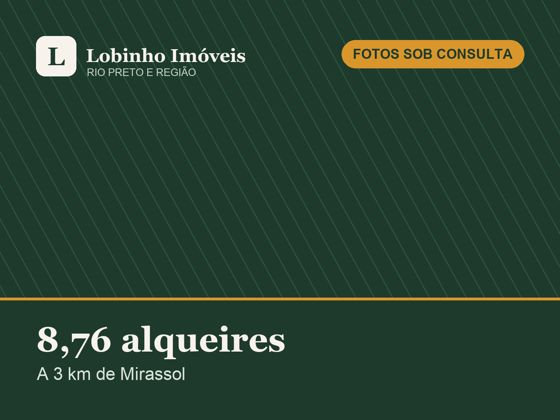 L
Lobinho Imóveis
RIO PRETO E REGIÃO
FOTOS SOB CONSULTA
8,76 alqueires
A 3 km de Mirassol